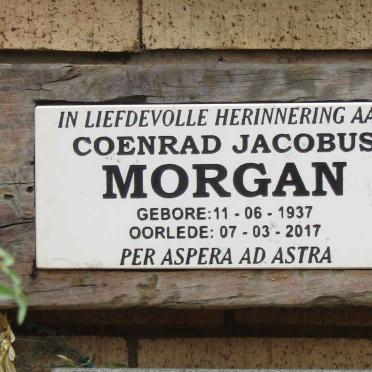 IN LIEFDEVOLLE HERINNERING AA
COENRAD JACOBUS
MORGAN
GEBORE: 11 - 06 - 1937
OORLEDE: 07 - 03 - 2017
PER ASPERA AD ASTRA